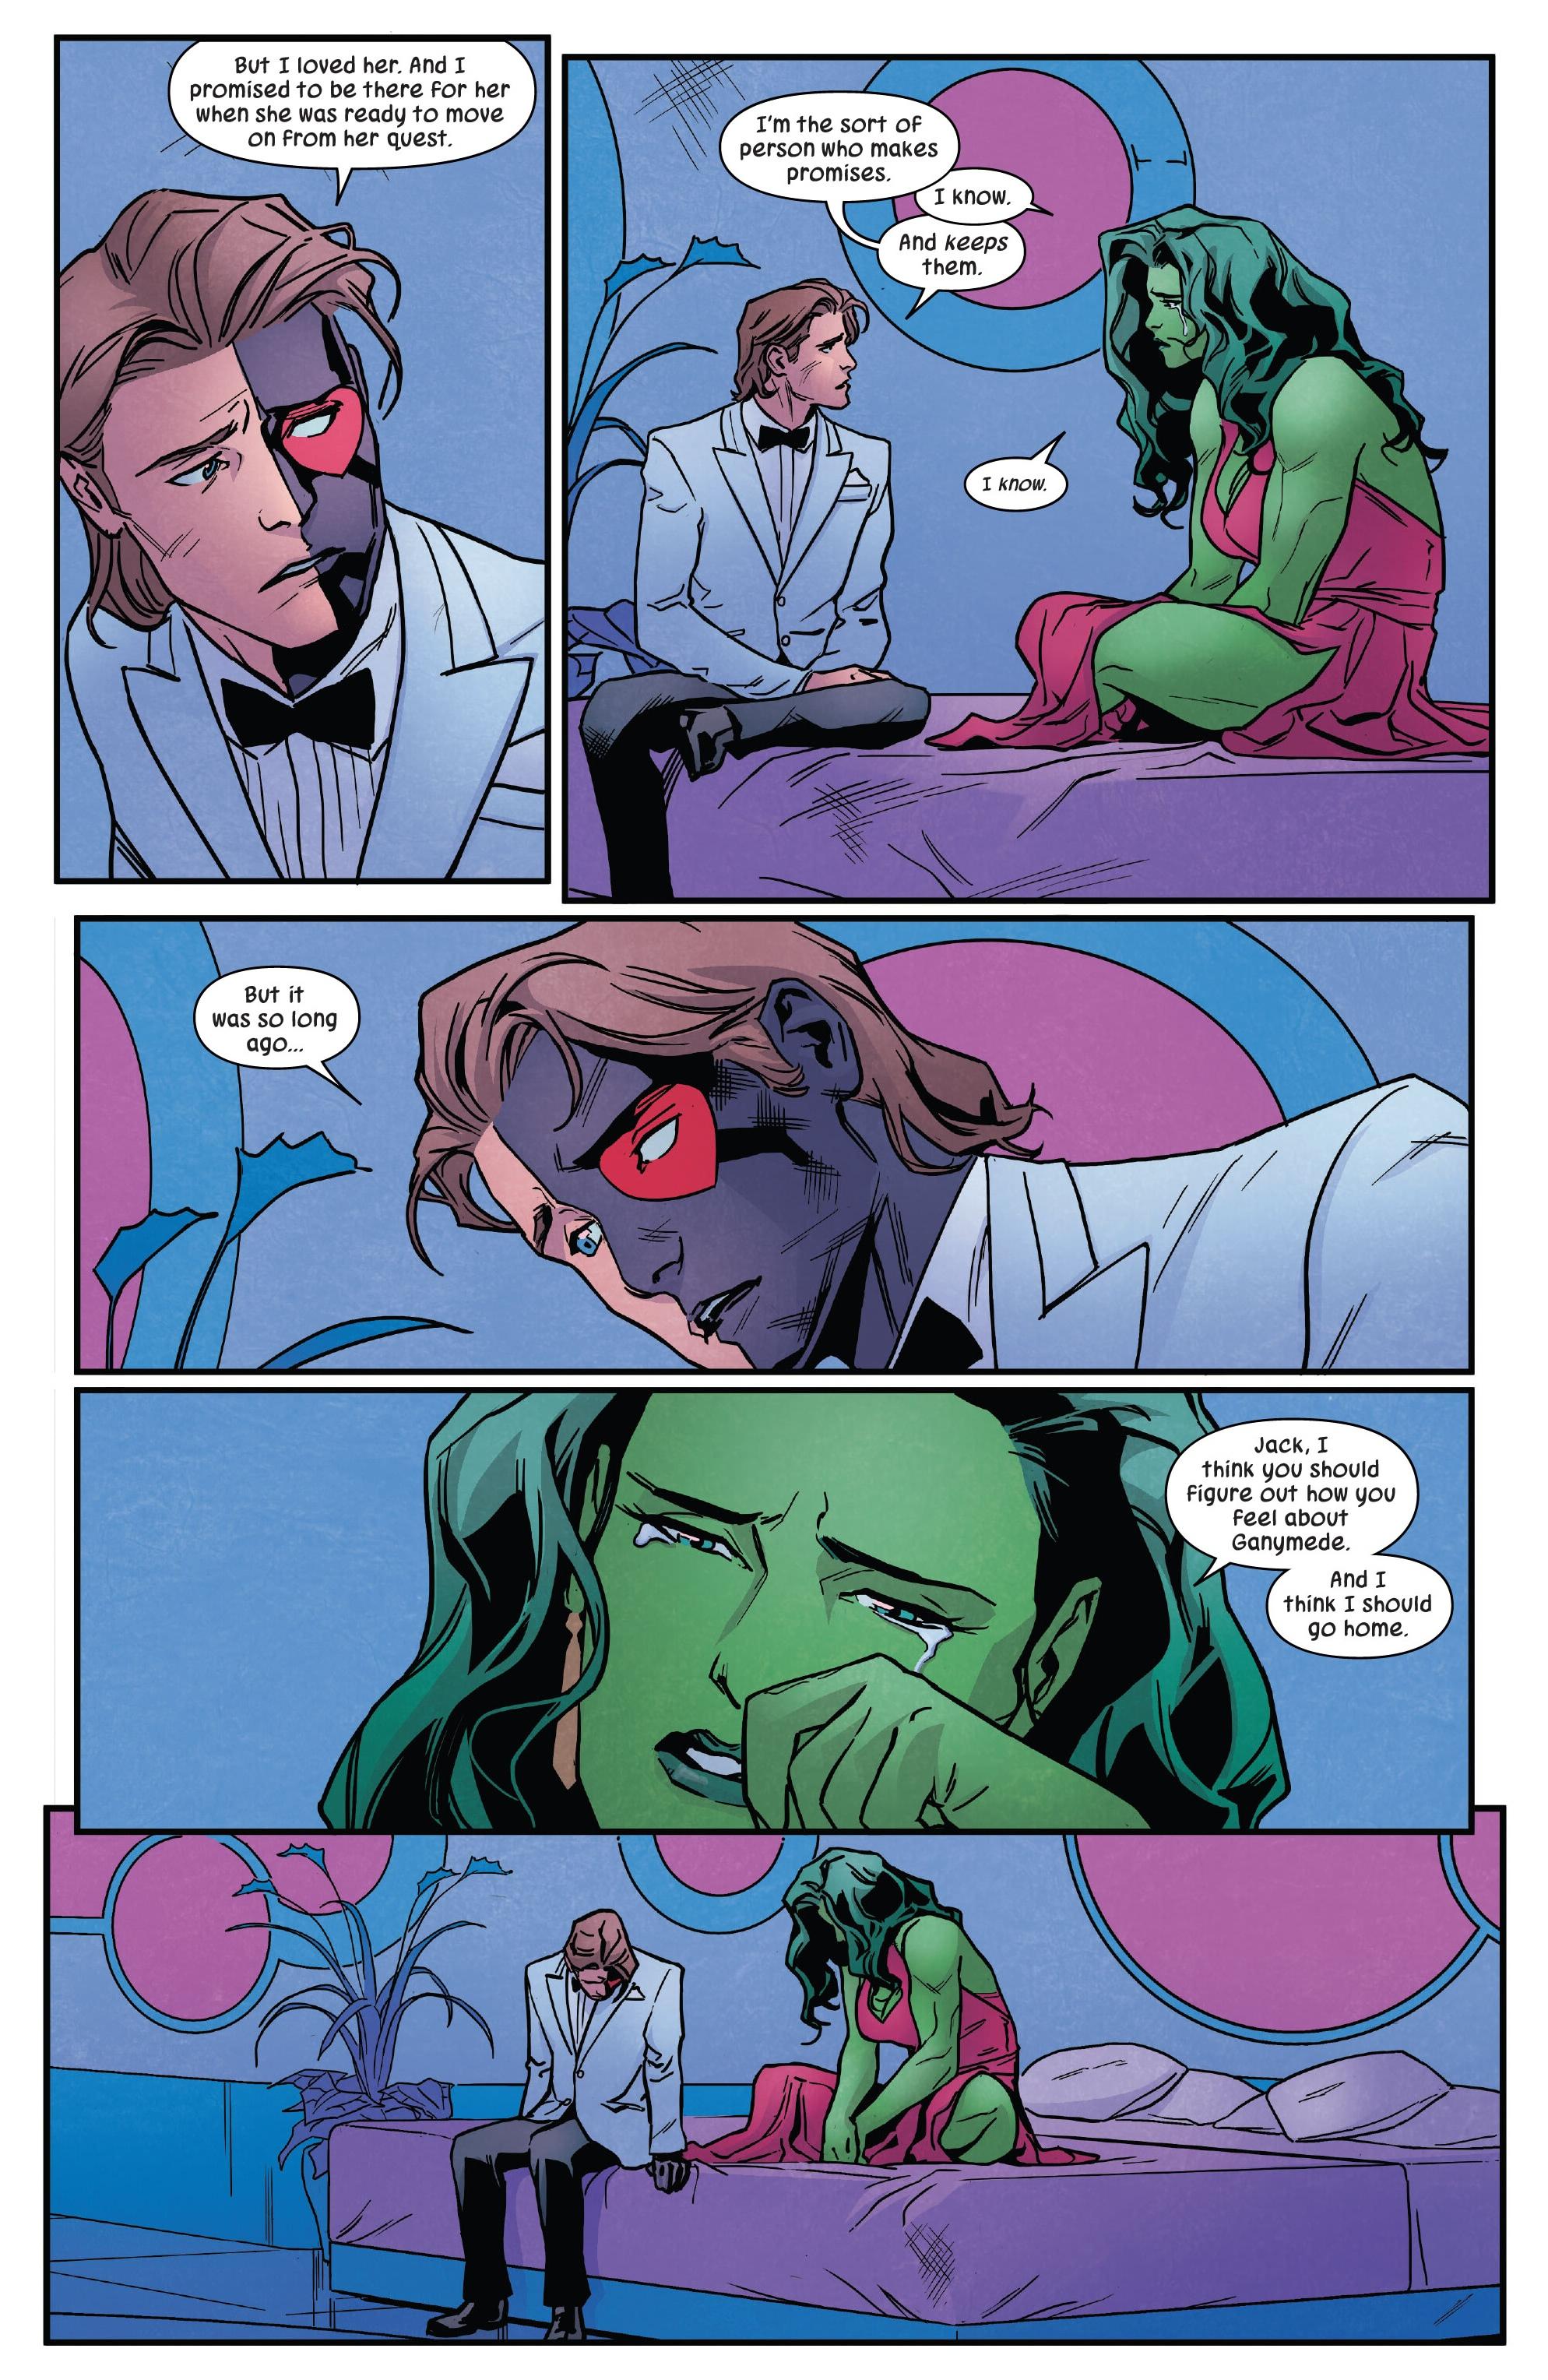 But I loved her. And I
promised to be there for her
when she was ready to move
on from her quest.
I'm the sort of
person who makes
promises.
I know.
And keeps
them.
I know.
But it
was so long
ago...
Jack, I
think you should
figure out how you
feel about
Ganymede.
And I
think I should
go home.